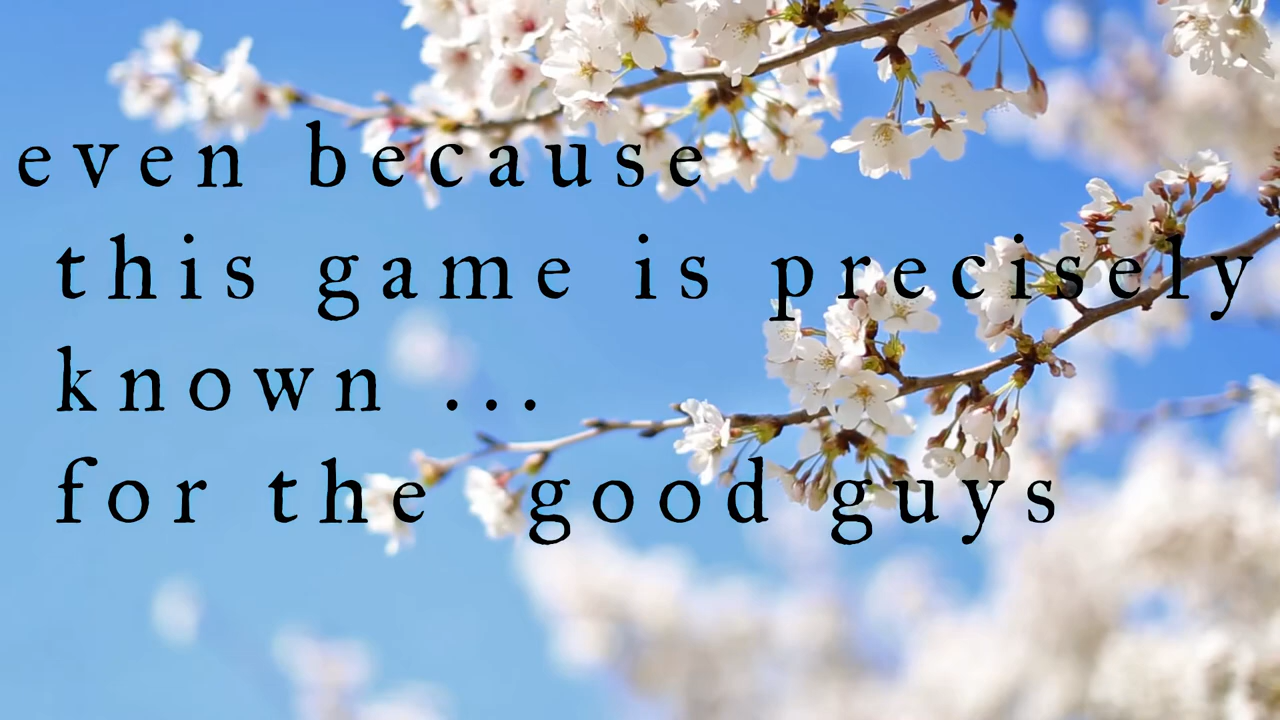 even because
this game is precisely
known ...
for the good guys